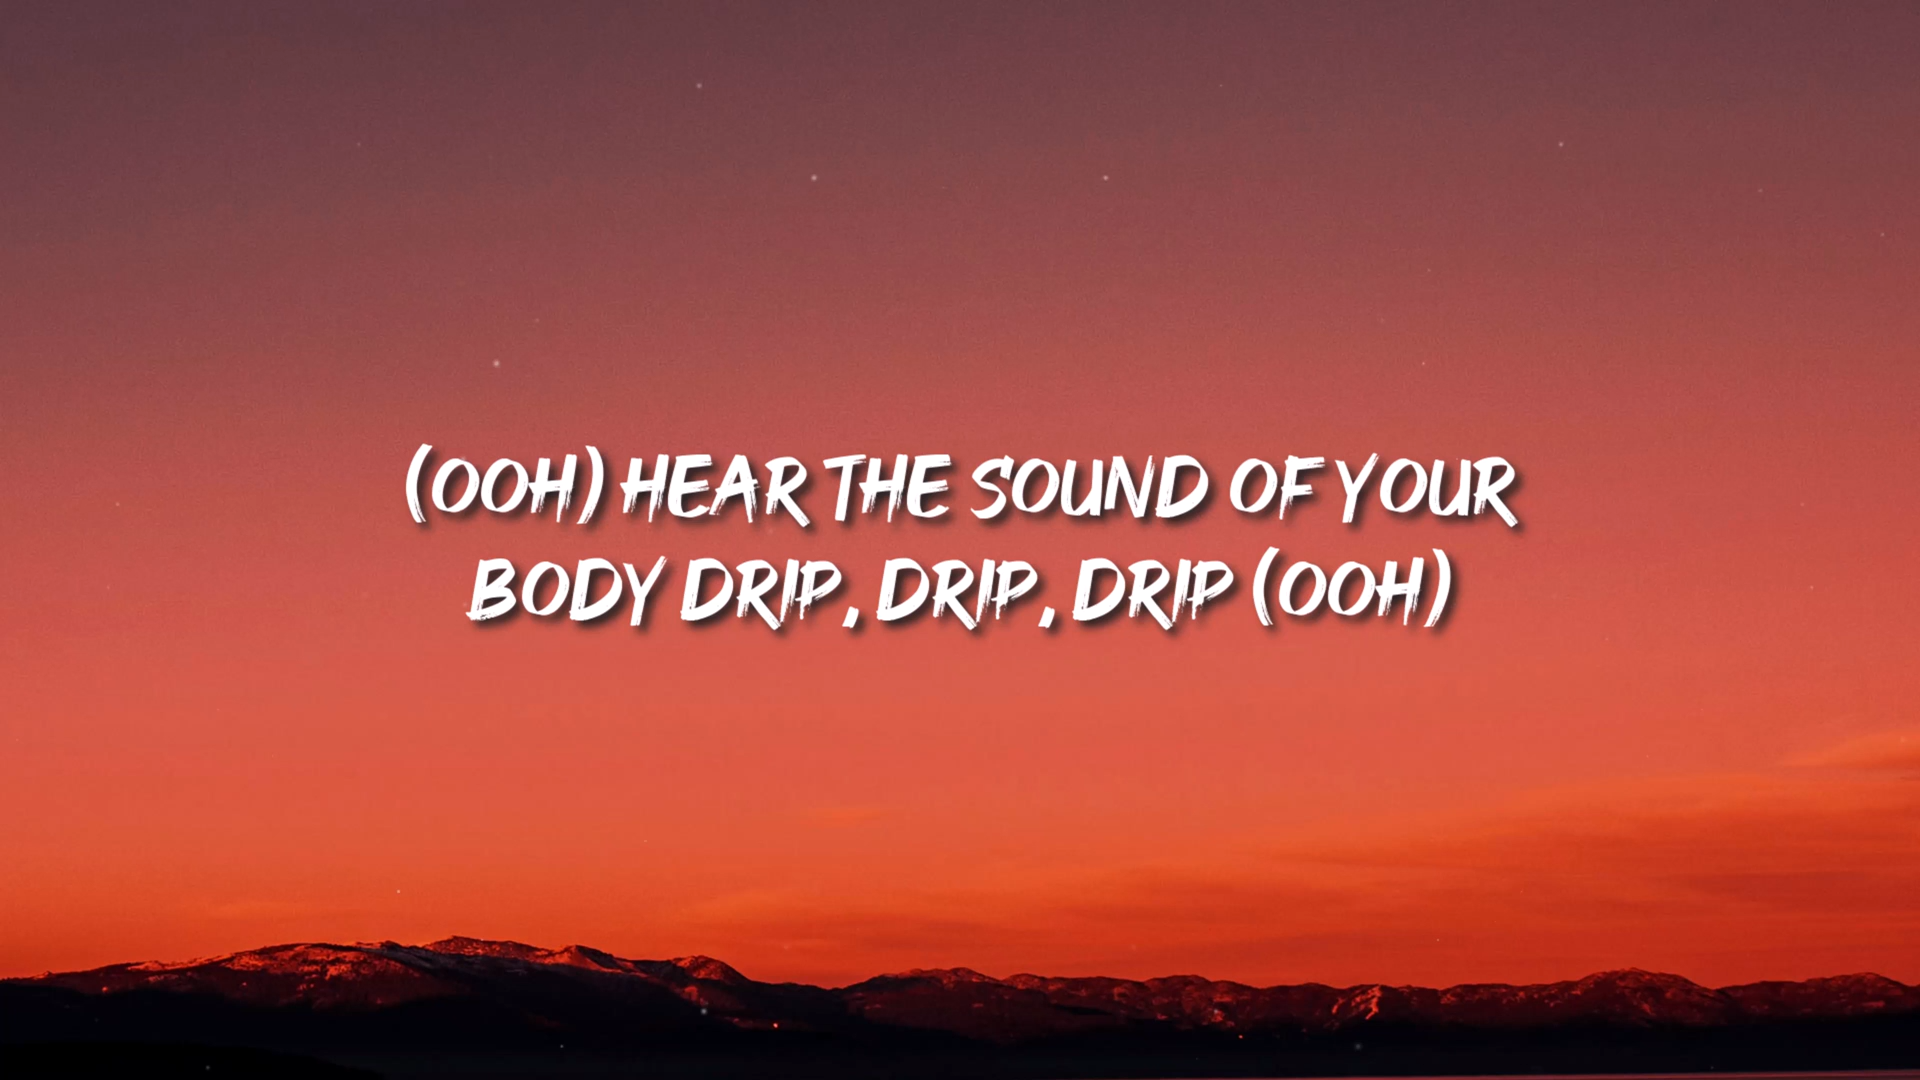 (OOH) HEAR THE SOUND OF YOUR
BODY DRIP, DRIP, DRIP (OOH)